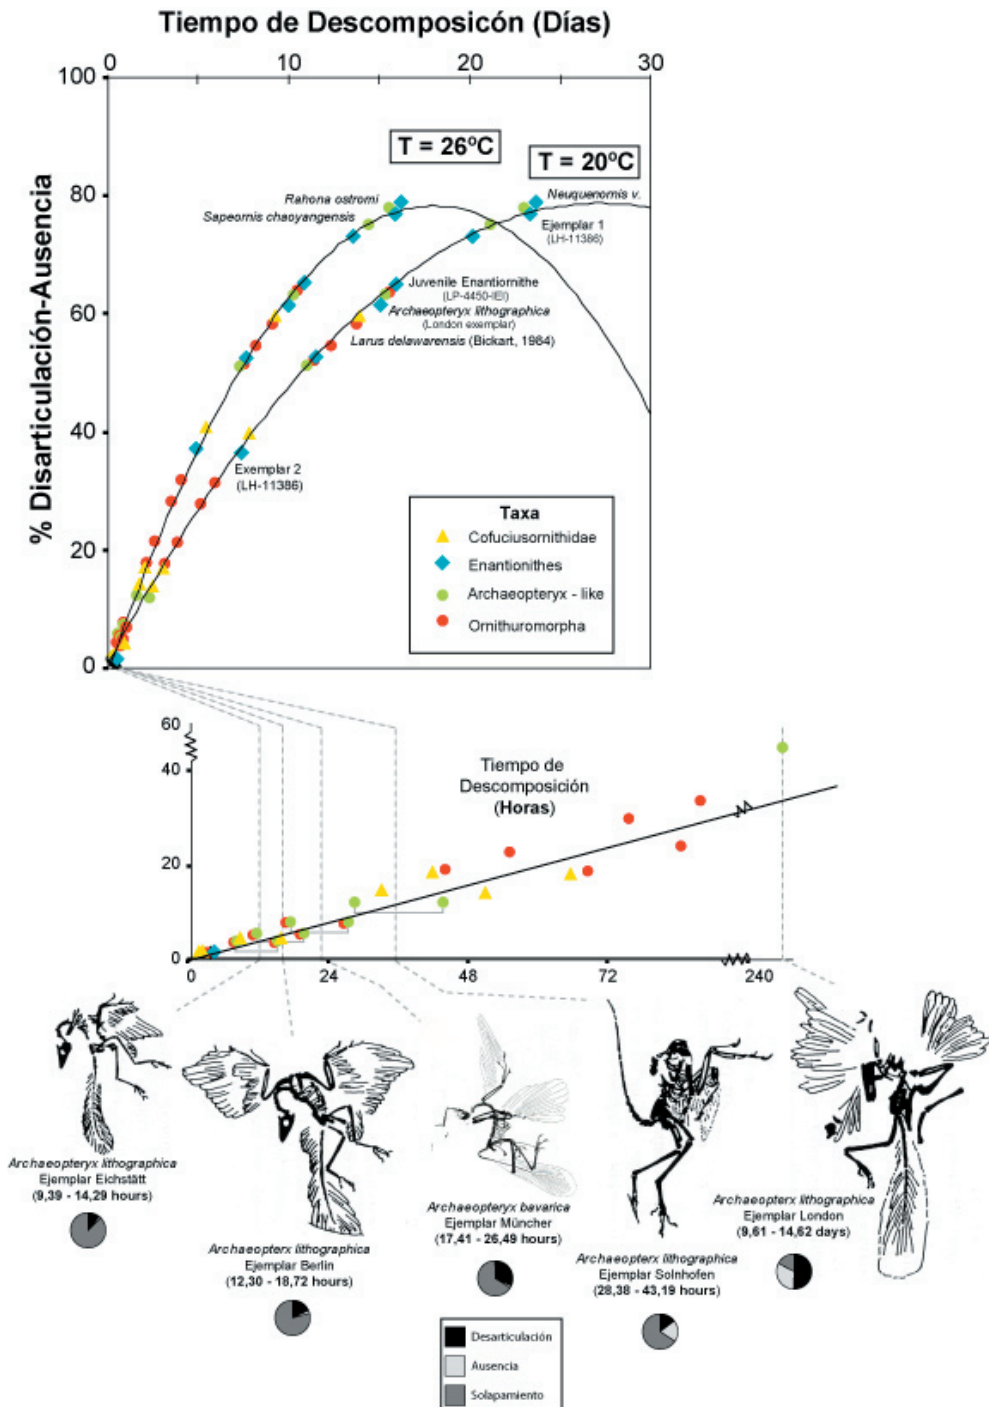 Tiempo de Descomposicón (Días)
0 10 20 30
100
80
60
40
20
0
% Disarticulación-Ausencia
T = 26ºC
T = 20ºC
Rahona ostromi
Sapeornis chaoyangensis
Neuquenornis v.
Ejemplar 1
(LH-11386)
Juvenile Enantiornithe
(LP-4450-IEI)
Archaeopteryx lithographica
(London exemplar)
Larus delawarensis (Bickart, 1984)
Exemplar 2
(LH-11386)
Taxa
Cofuciusornithidae
Enantionithes
Archaeopteryx - like
Ornithuromorpha
60
40
20
0
Tiempo de
Descomposición
(Horas)
0 24 48 72 240
Archaeopteryx lithographica
Ejemplar Eichstätt
(9,39 - 14,29 hours)
Archaeopterx lithographica
Ejemplar Berlin
(12,30 - 18,72 hours)
Archaeopteryx bavarica
Ejemplar Müncher
(17,41 - 26,49 hours)
Archaeopterx lithographica
Ejemplar Solnhofen
(28,38 - 43,19 hours)
Archaeopterx lithographica
Ejemplar London
(9,61 - 14,62 days)
Desarticulación
Ausencia
Solapamiento